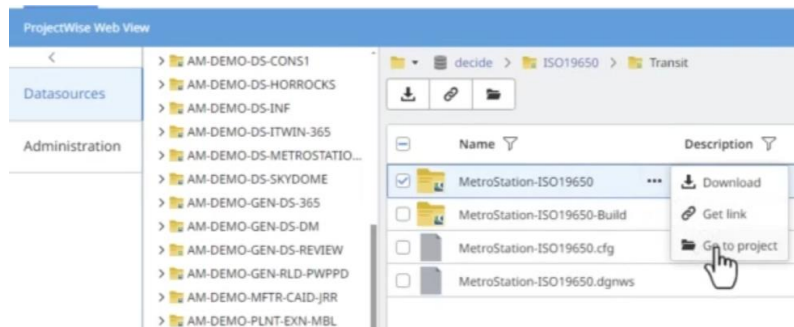 ProjectWise Web View
Datasources
Administration
AM-DEMO-DS-CONS1
AM-DEMO-DS-HORROCKS
AM-DEMO-DS-INF
AM-DEMO-DS-ITWIN-365
AM-DEMO-DS-METROSTATIO...
AM-DEMO-DS-SKYDOME
AM-DEMO-GEN-DS-365
AM-DEMO-GEN-DS-DM
AM-DEMO-GEN-DS-REVIEW
AM-DEMO-GEN-RLD-PWPPD
AM-DEMO-MFTR-CAID-JRR
AM-DEMO-PLNT-EXN-MBL
decide > ISO19650 > Transit
Name Description
MetroStation-ISO19650 ...
MetroStation-ISO19650-Build
MetroStation-ISO19650.cfg
MetroStation-ISO19650.dgnws
Download
Get link
Go to project